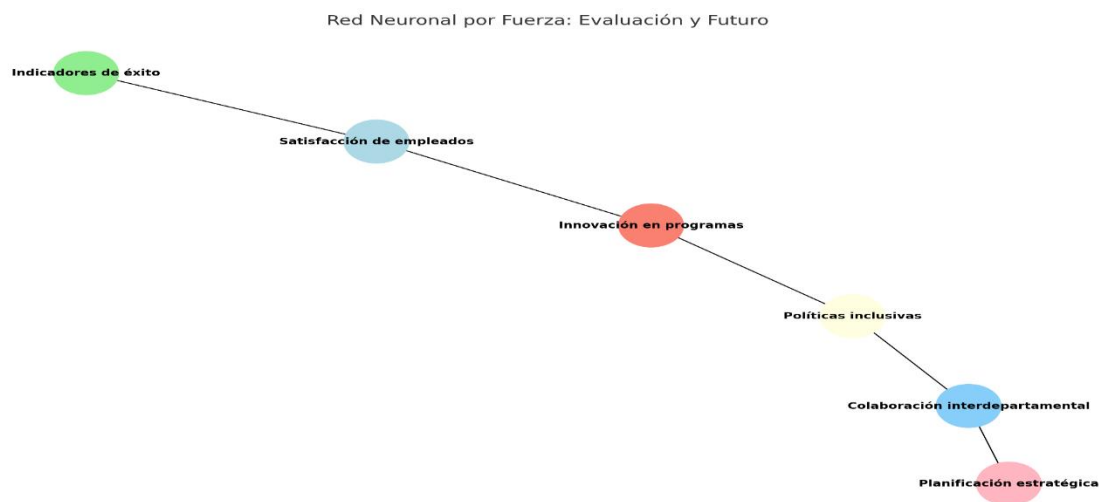 Red Neuronal por Fuerza: Evaluación y Futuro
Indicadores de éxito
Satisfacción de empleados
Innovación en programas
Políticas inclusivas
Colaboración interdepartamental
Planificación estratégica